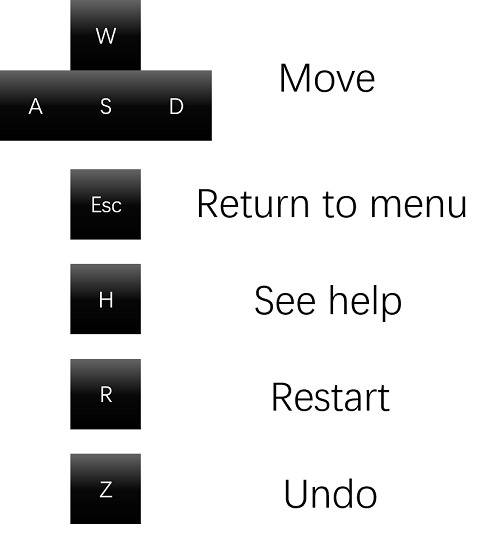 W
A S D Move
Esc Return to menu
H See help
R Restart
Z Undo